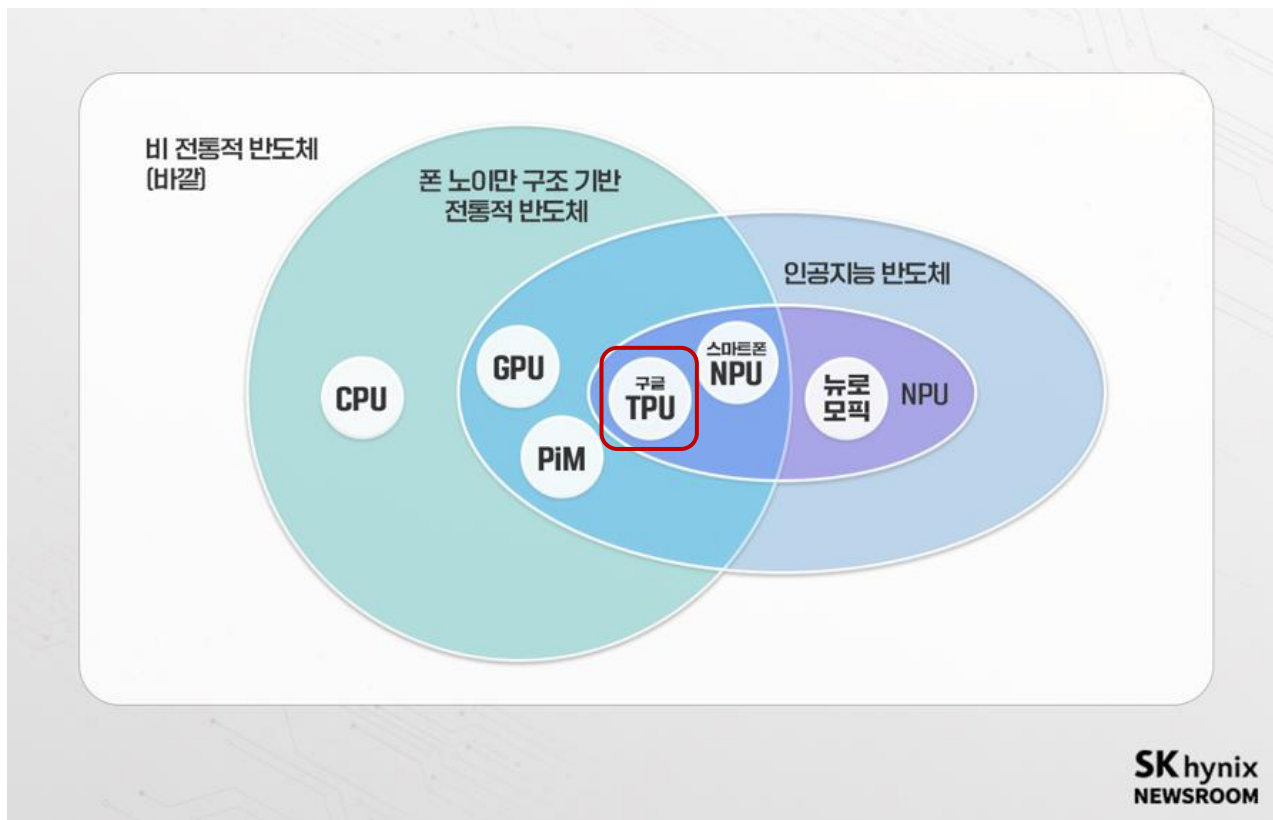 비 전통적 반도체
(바깥)
폰 노이만 구조 기반
전통적 반도체
인공지능 반도체
CPU
GPU
PiM
구글
TPU
스마트폰
NPU
뉴로
모픽
NPU
SK hynix
NEWSROOM